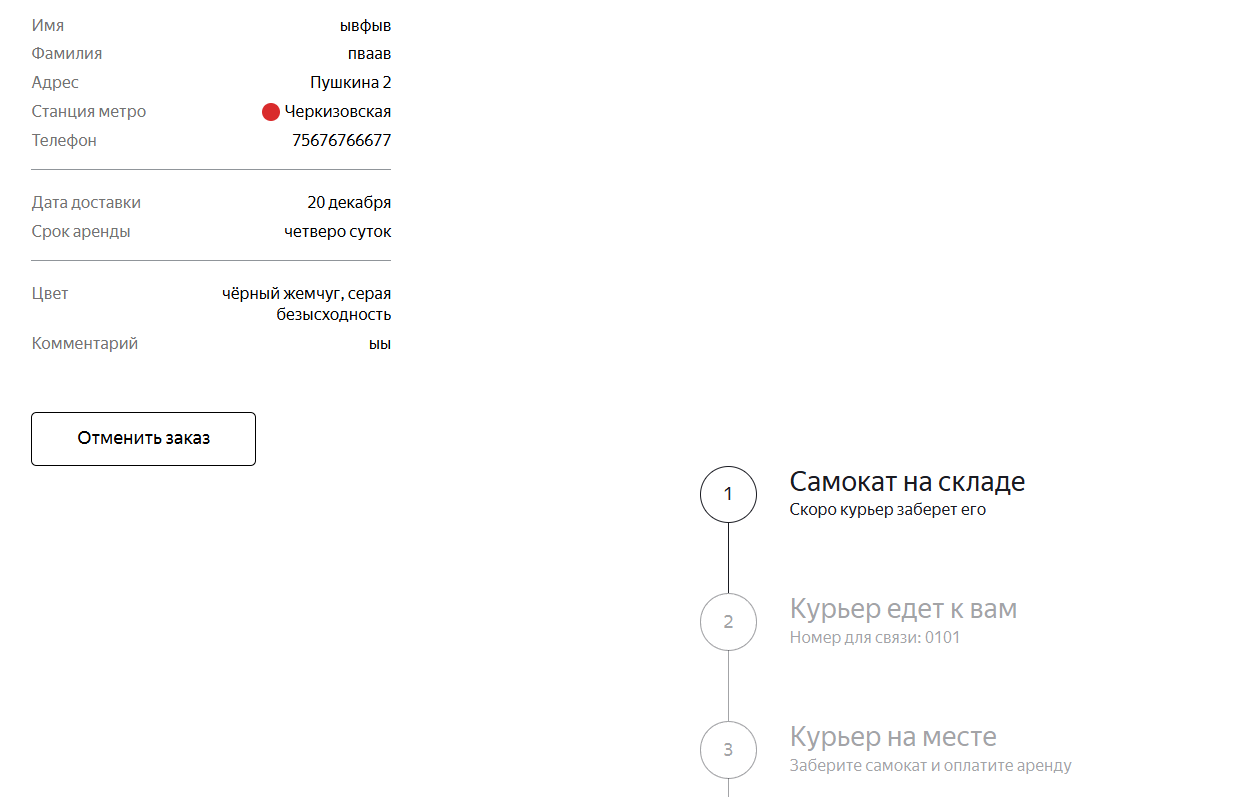 Имя ывфыв
Фамилия пваав
Адрес Пушкина 2
Станция метро Черкизовская
Телефон 75676766677
Дата доставки 20 декабря
Срок аренды четверо суток
Цвет чёрный жемчуг, серая
безысходность
Комментарий ыы
Отменить заказ
1 Самокат на складе
Скоро курьер заберет его
2 Курьер едет к вам
Номер для связи: 0101
3 Курьер на месте
Заберите самокат и оплатите аренду